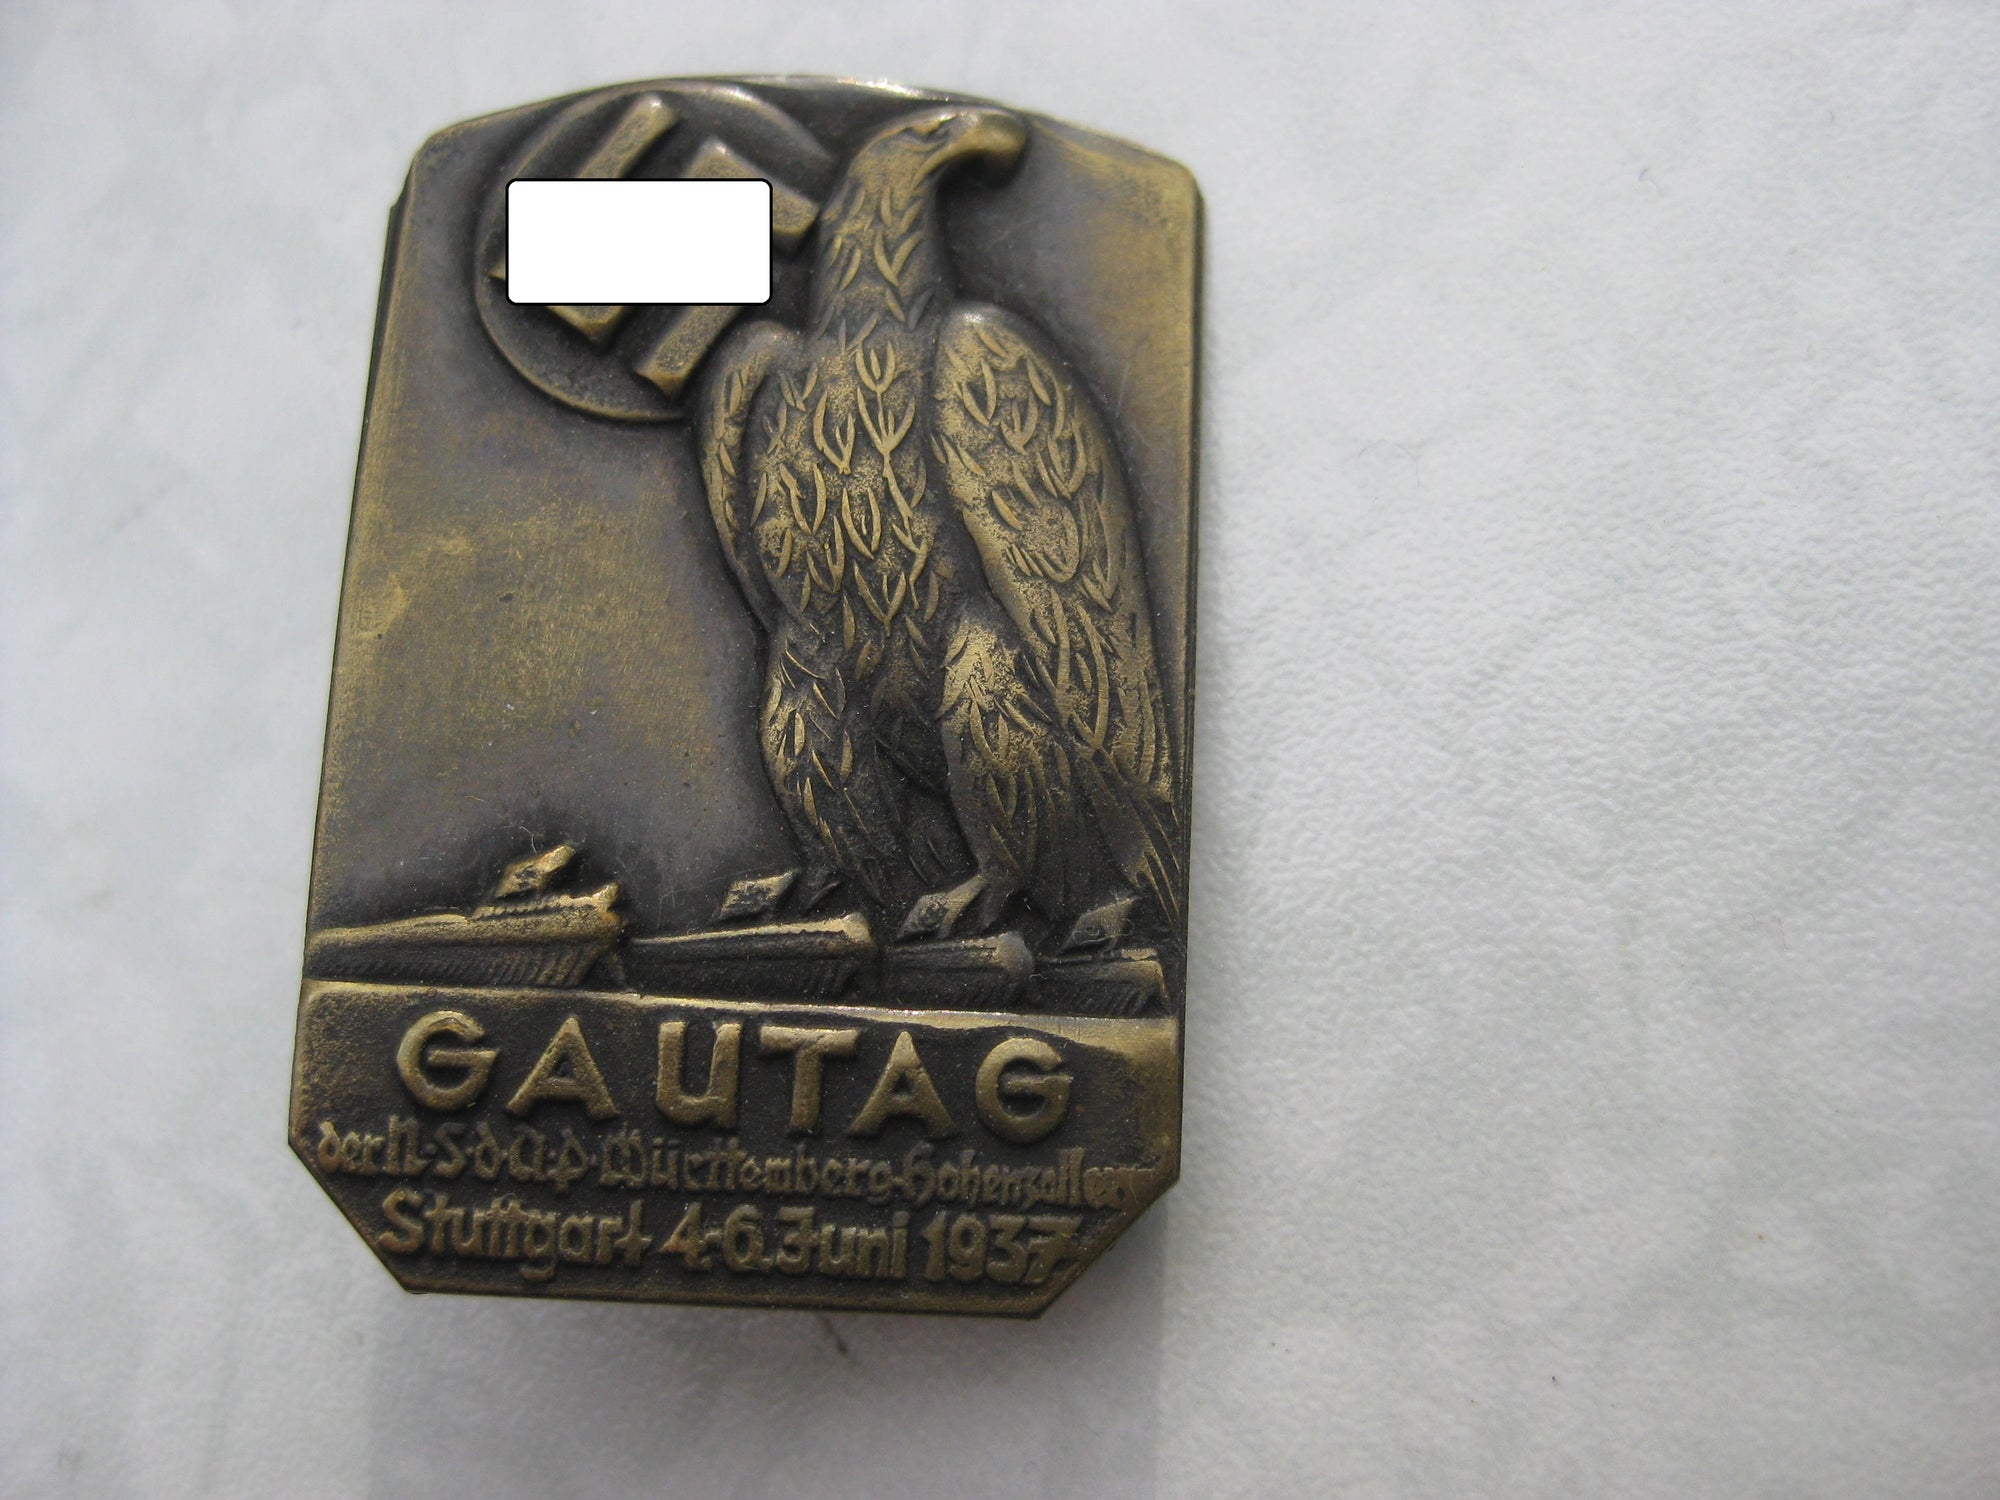 GAUTAG
der N·S·D·A·P·Württemberg-Hohenzollern
Stuttgart 4-6. Juni 1937